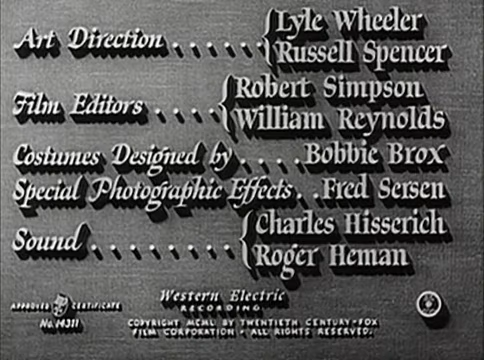 Art Direction . . . . . . { Lyle Wheeler
Russell Spencer
Film Editors . . . . . { Robert Simpson
William Reynolds
Costumes Designed by . . . . Bobbie Brox
Special Photographic Effects . . Fred Sersen
Sound . . . . . . . . { Charles Hisserich
Roger Heman
APPROVED CERTIFICATE
No. 14311
Western Electric
RECORDING
COPYRIGHT MCML BY TWENTIETH CENTURY-FOX
FILM CORPORATION • ALL RIGHTS RESERVED.